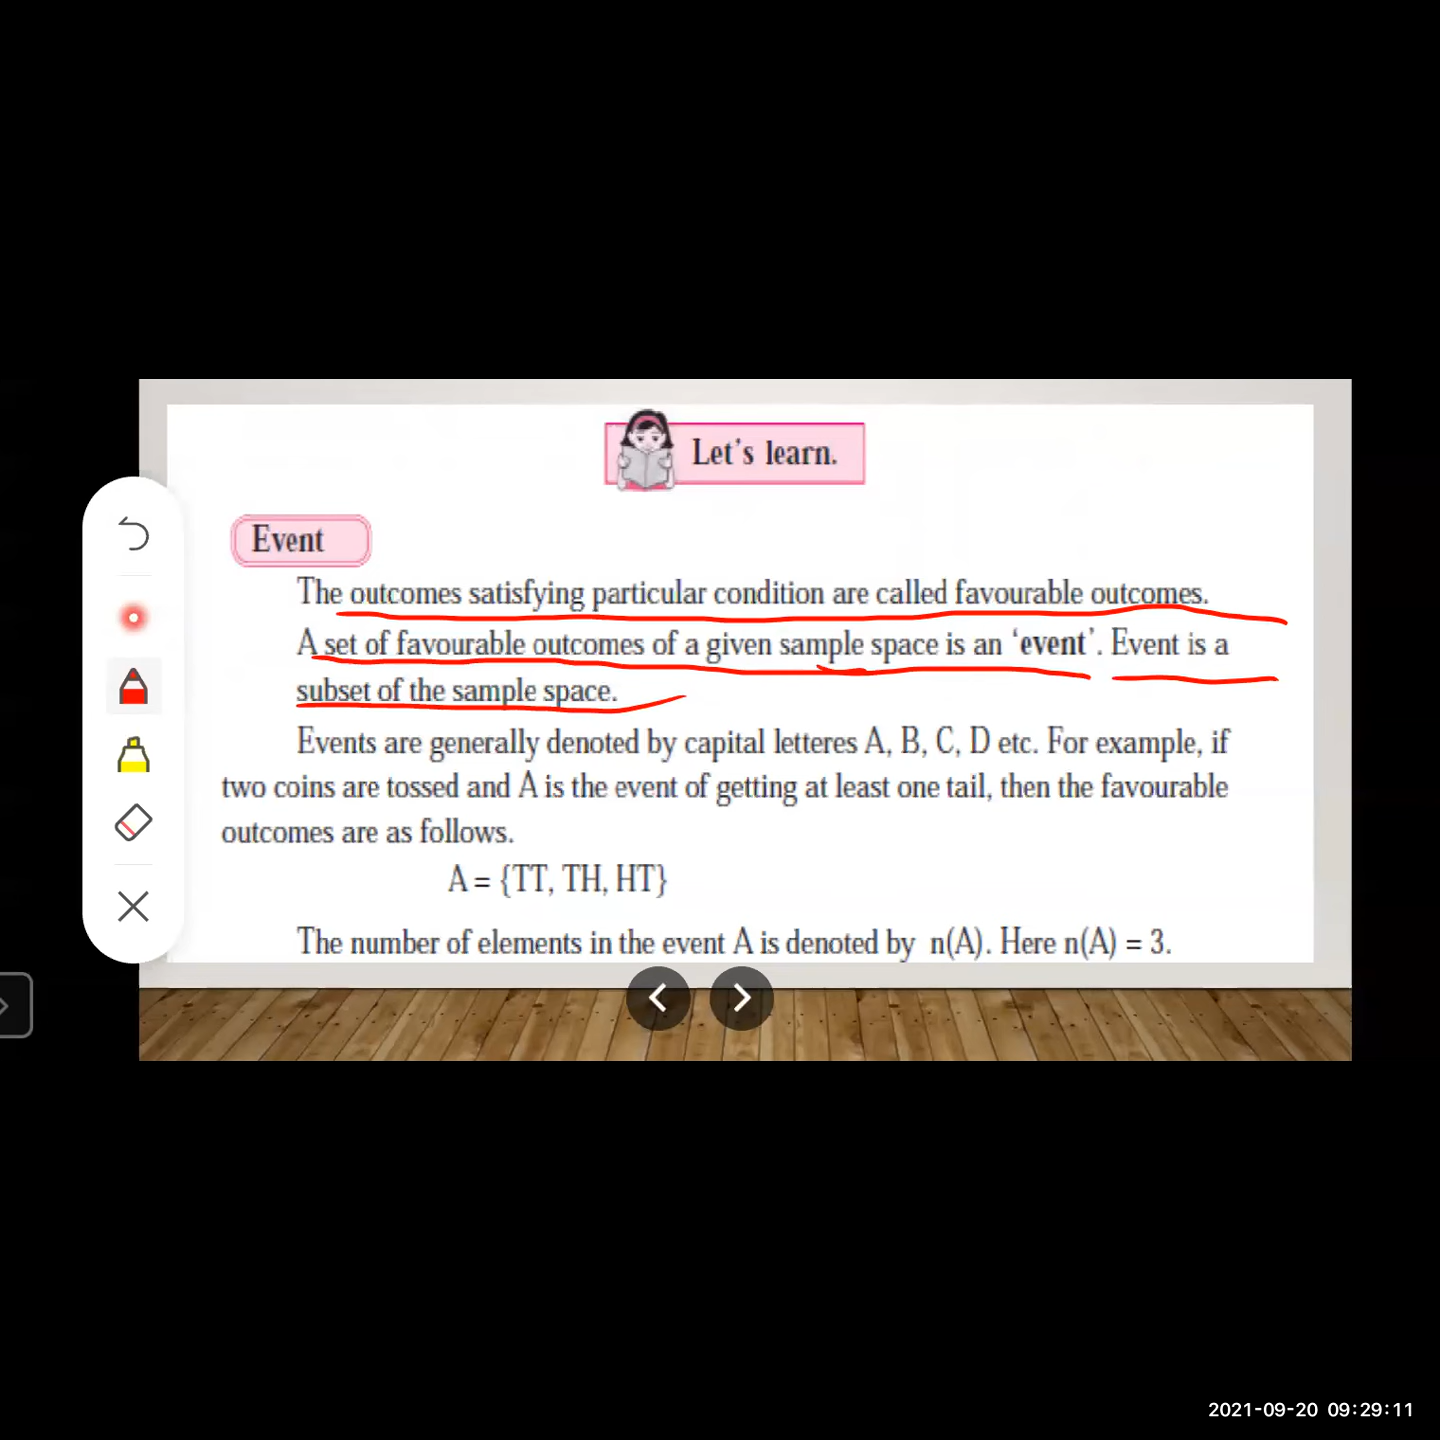 Let's learn.
Event
The outcomes satisfying particular condition are called favourable outcomes.
A set of favourable outcomes of a given sample space is an ‘event’. Event is a
subset of the sample space.
Events are generally denoted by capital letteres A, B, C, D etc. For example, if
two coins are tossed and A is the event of getting at least one tail, then the favourable
outcomes are as follows.
A = {TT, TH, HT}
The number of elements in the event A is denoted by n(A). Here n(A) = 3.
2021-09-20 09:29:11